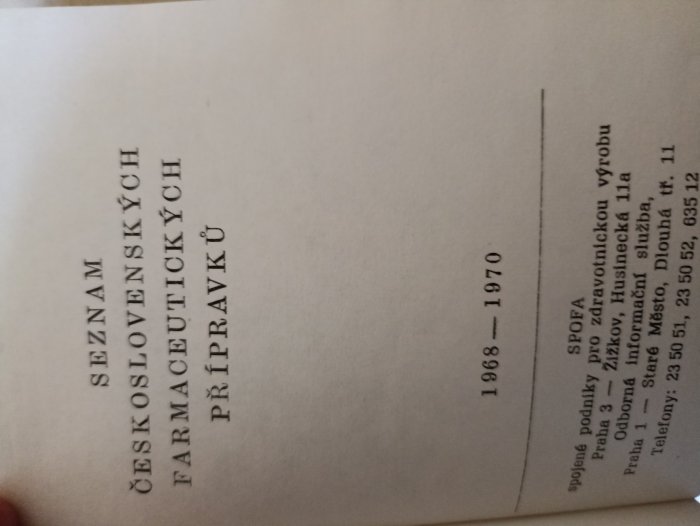 SEZNAM
ČESKOSLOVENSKÝCH
FARMACEUTICKÝCH
PŘÍPRAVKŮ
1968 — 1970
SPOFA
spojené podniky pro zdravotnickou výrobu
Praha 3 — Žižkov, Husinecká 11a
Odborná informační služba,
Praha 1 — Staré Město, Dlouhá tř. 11
Telefony: 23 50 51, 23 50 52, 635 12